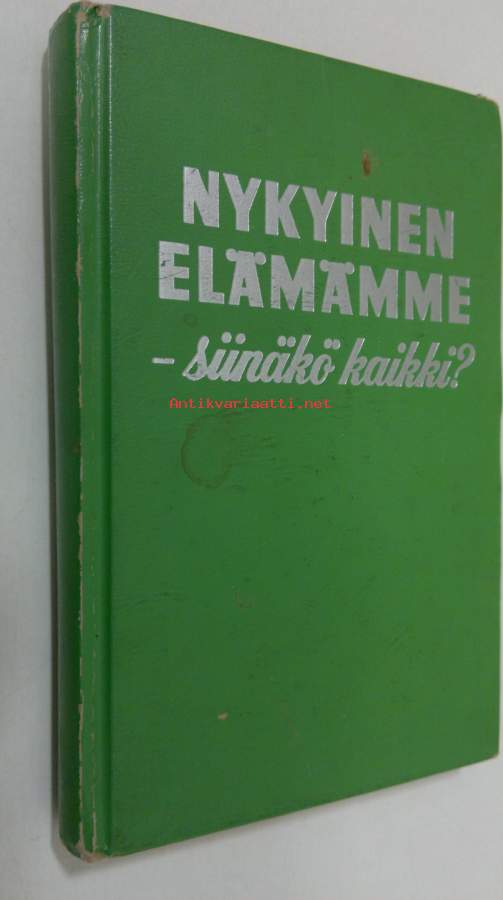 NYKYINEN
ELÄMÄMME
- siinäkö kaikki?
Antikvariaatti.net